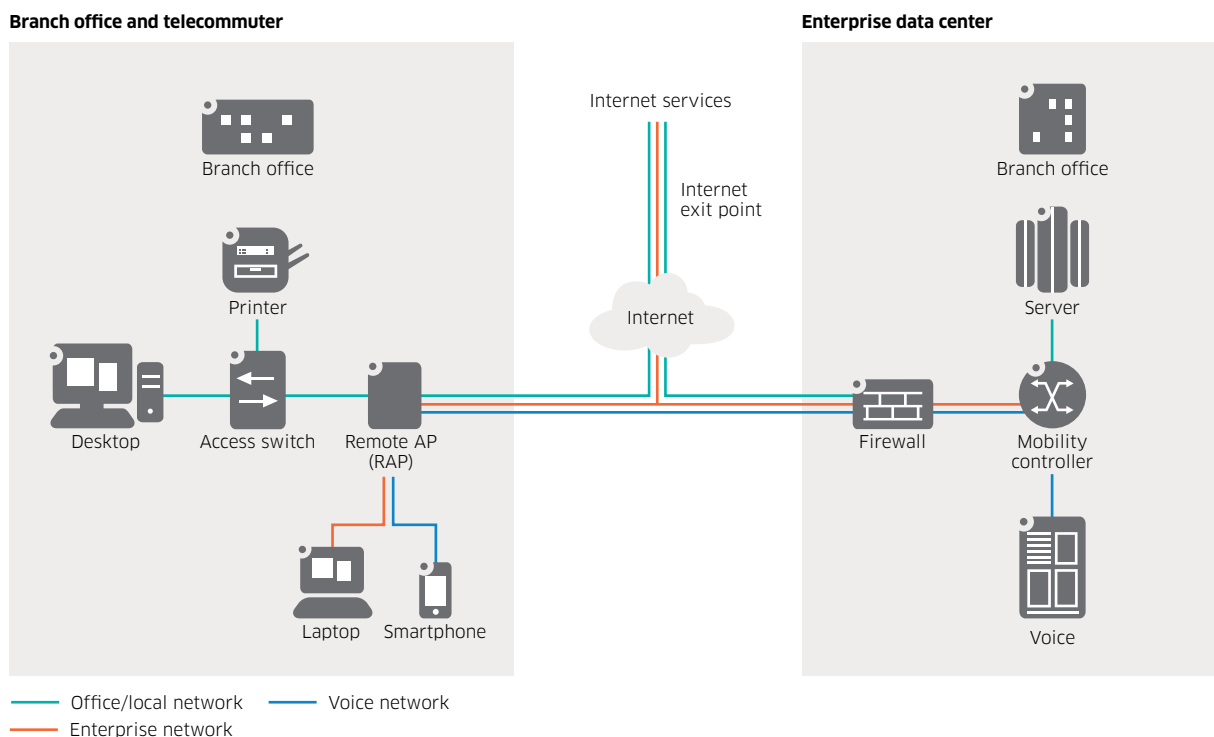 Branch office and telecommuter
Enterprise data center
Internet services
Branch office
Branch office
Internet
exit point
Printer
Internet
Server
Desktop
Access switch
Remote AP
(RAP)
Firewall
Mobility
controller
Laptop
Smartphone
Voice
Office/local network
Voice network
Enterprise network